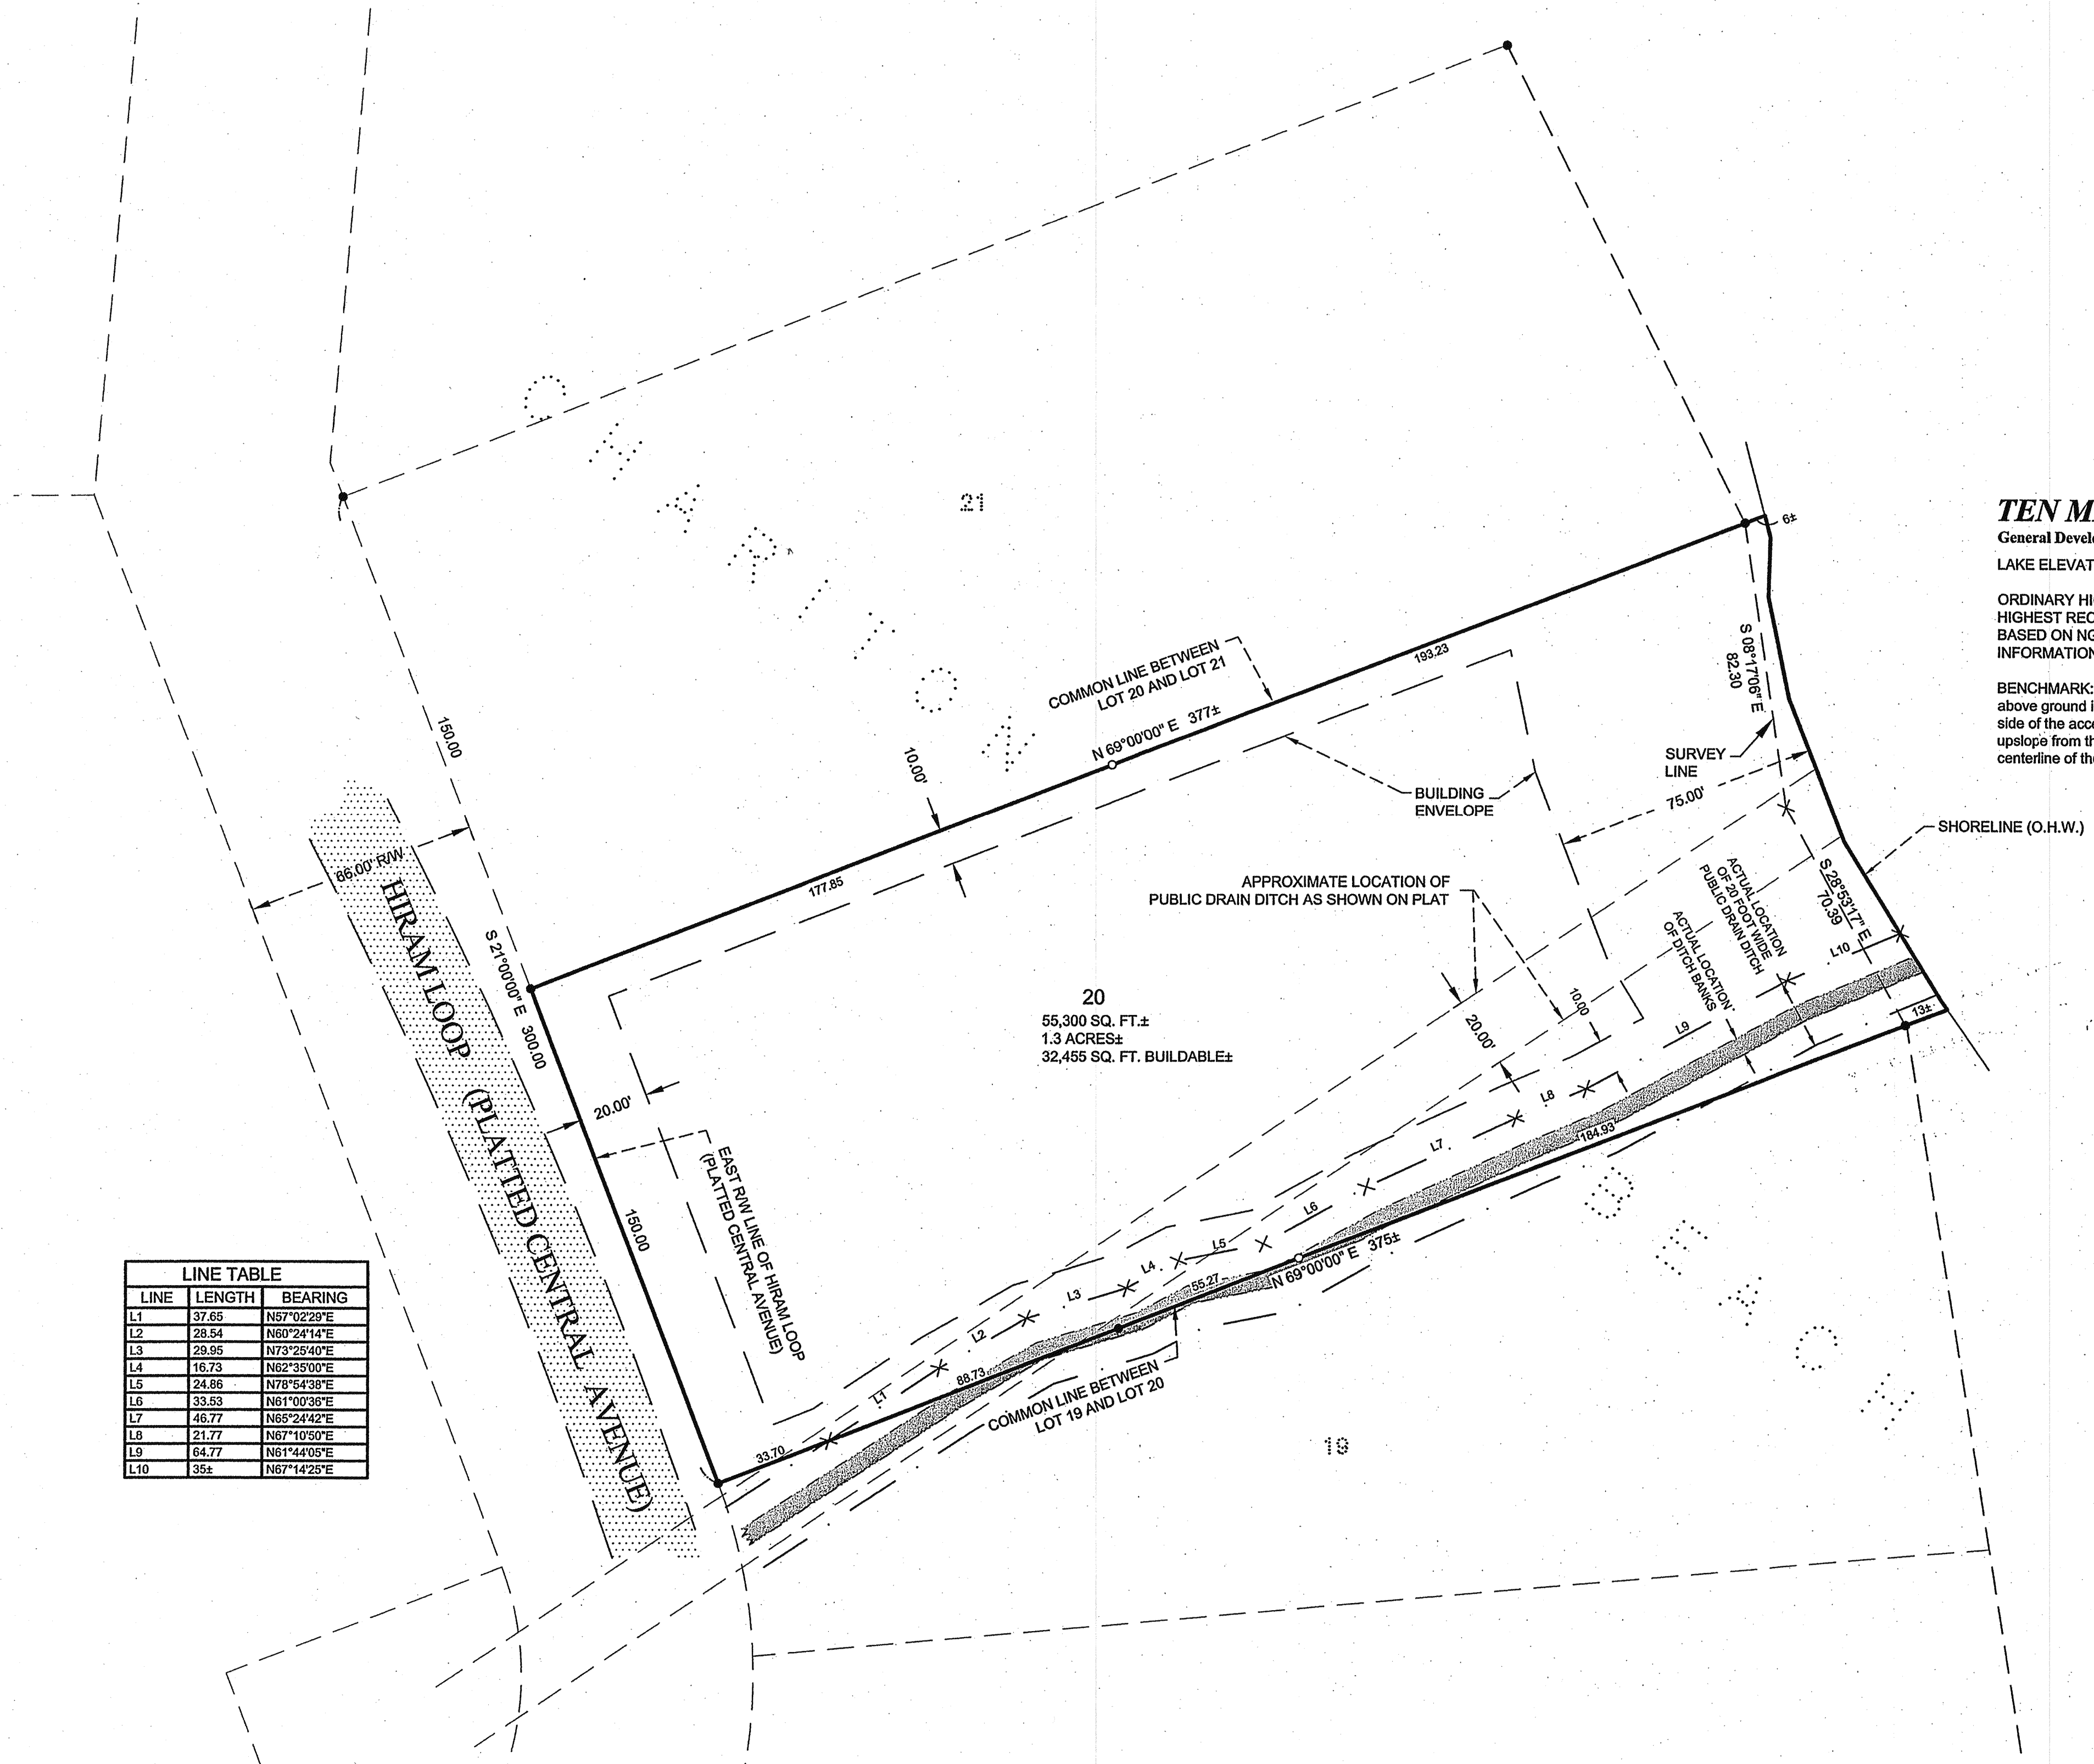 21
CHARLTON
BEACH
6±
TEN M
General Devel
LAKE ELEVAT
ORDINARY HI
HIGHEST REC
BASED ON NG
INFORMATION
BENCHMARK:
above ground i
side of the acc
upslope from th
centerline of th
COMMON LINE BETWEEN
LOT 20 AND LOT 21
193.23
N 69°00'00" E 377±
177.85
10.00'
S 08°17'06" E
82.30
SURVEY
LINE
75.00'
BUILDING
ENVELOPE
SHORELINE (O.H.W.)
150.00
66.00' R/W
HIRAM LOOP (PLATTED CENTRAL AVENUE)
S 21°00'00" E 300.00
APPROXIMATE LOCATION OF
PUBLIC DRAIN DITCH AS SHOWN ON PLAT
ACTUAL LOCATION
OF 20 FOOT WIDE
PUBLIC DRAIN DITCH
ACTUAL LOCATION
OF DITCH BANKS
S 28°53'17" E
70.39
L10
13±
20
55,300 SQ. FT.±
1.3 ACRES±
32,455 SQ. FT. BUILDABLE±
20.00'
10.00
L9
L8
L7
184.93
20.00'
EAST R/W LINE OF HIRAM LOOP
(PLATTED CENTRAL AVENUE)
150.00
L6
L5
L4
L3
L2
L1
55.27
N 69°00'00" E 375±
88.73
33.70
COMMON LINE BETWEEN
LOT 19 AND LOT 20
19
LINE TABLE
LINE LENGTH BEARING
L1 37.65 N57°02'29"E
L2 28.54 N60°24'14"E
L3 29.95 N73°25'40"E
L4 16.73 N62°35'00"E
L5 24.86 N78°54'38"E
L6 33.53 N61°00'36"E
L7 46.77 N65°24'42"E
L8 21.77 N67°10'50"E
L9 64.77 N61°44'05"E
L10 35± N67°14'25"E